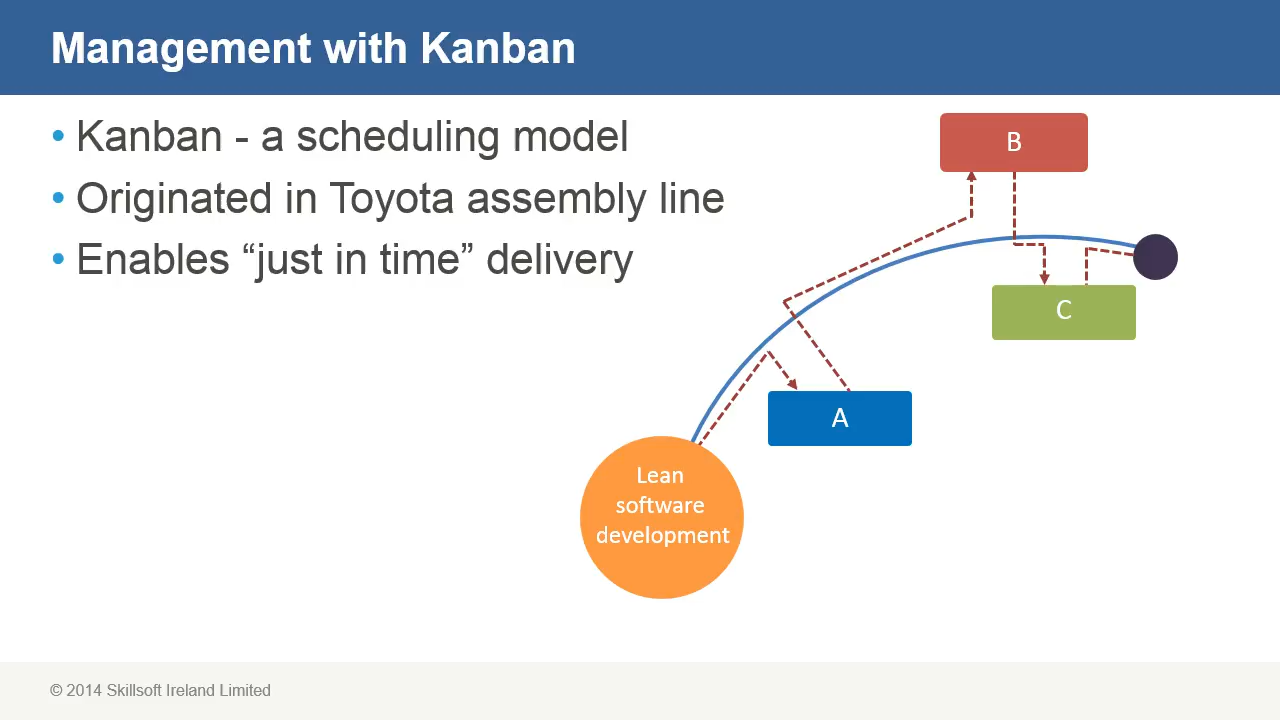 Management with Kanban
• Kanban - a scheduling model
• Originated in Toyota assembly line
• Enables “just in time” delivery
B
C
A
Lean
software
development
© 2014 Skillsoft Ireland Limited